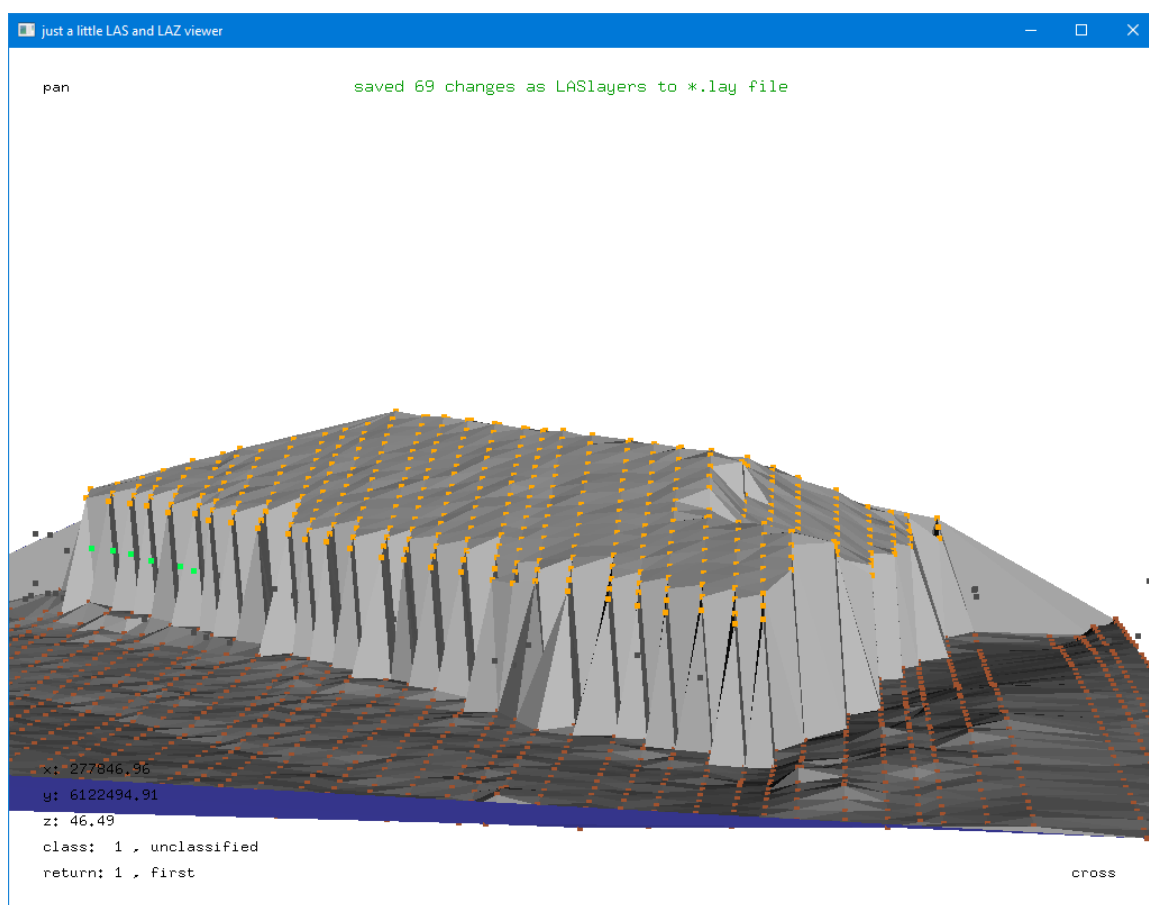 just a little LAS and LAZ viewer
pan
saved 69 changes as LASlayers to *.lay file
x: 277846.96
y: 6122494.91
z: 46.49
class:  1 , unclassified
return: 1 , first
cross